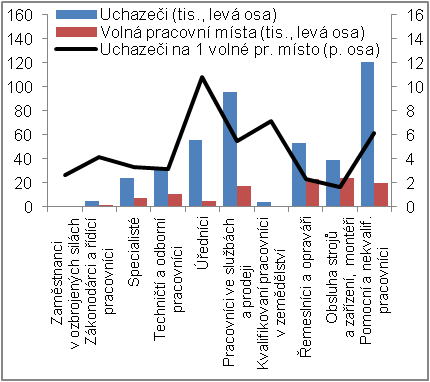 Uchazeči (tis., levá osa)
Volná pracovní místa (tis., levá osa)
Uchazeči na 1 volné pr. místo (p. osa)
160
140
120
100
80
60
40
20
0
16
14
12
10
8
6
4
2
0
Zaměstnanci
v ozbrojených silách
Zákonodárci a řídící
pracovníci
Specialisté
Techničtí a odborní
pracovníci
Úředníci
Pracovníci ve službách
a prodeji
Kvalifikovaní pracovníci
v zemědělství
Řemeslníci a opraváři
Obsluha strojů
a zařízení, montéři
Pomocní a nekvalif.
pracovníci